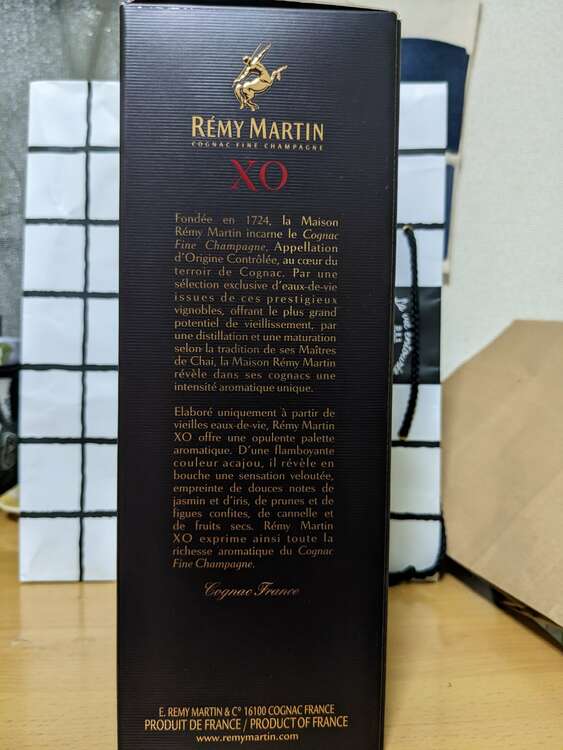 RÉMY MARTIN
COGNAC FINE CHAMPAGNE
XO
Fondée en 1724, la Maison
Rémy Martin incarne le Cognac
Fine Champagne, Appellation
d'Origine Contrôlée, au cœur du
terroir de Cognac. Par une
sélection exclusive d'eaux-de-vie
issues de ces prestigieux
vignobles, offrant le plus grand
potentiel de vieillissement, par
une distillation et une maturation
selon la tradition de ses Maîtres
de Chai, la Maison Rémy Martin
révèle dans ses cognacs une
intensité aromatique unique.
Elaboré uniquement à partir de
vieilles eaux-de-vie, Rémy Martin
XO offre une opulente palette
aromatique. D'une flamboyante
couleur acajou, il révèle en
bouche une sensation veloutée,
empreinte de douces notes de
jasmin et d'iris, de prunes et de
figues confites, de cannelle et
de fruits secs. Rémy Martin
XO exprime ainsi toute la
richesse aromatique du Cognac
Fine Champagne.
Cognac France
E. REMY MARTIN & Cº 16100 COGNAC FRANCE
PRODUIT DE FRANCE / PRODUCT OF FRANCE
www.remymartin.com